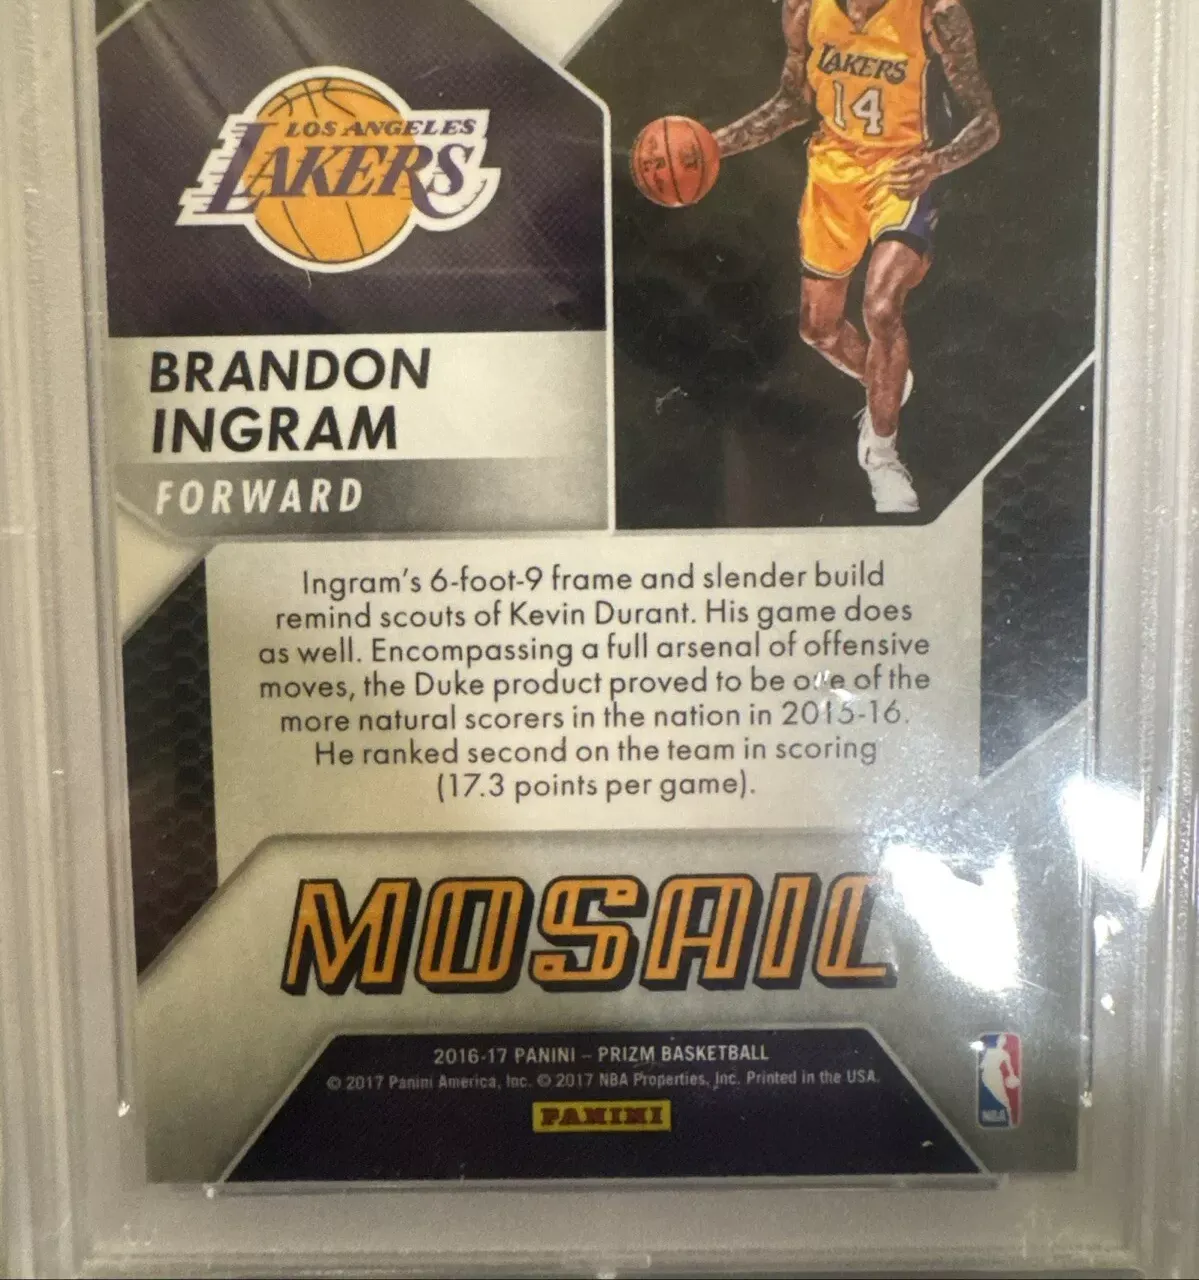 LOS ANGELES
LAKERS
LAKERS
14
BRANDON
INGRAM
FORWARD
Ingram's 6-foot-9 frame and slender build
remind scouts of Kevin Durant. His game does
as well. Encompassing a full arsenal of offensive
moves, the Duke product proved to be one of the
more natural scorers in the nation in 2015-16.
He ranked second on the team in scoring
(17.3 points per game).
MOSAIC
2016-17 PANINI – PRIZM BASKETBALL
© 2017 Panini America, Inc. © 2017 NBA Properties, Inc. Printed in the USA.
PANINI
NBA